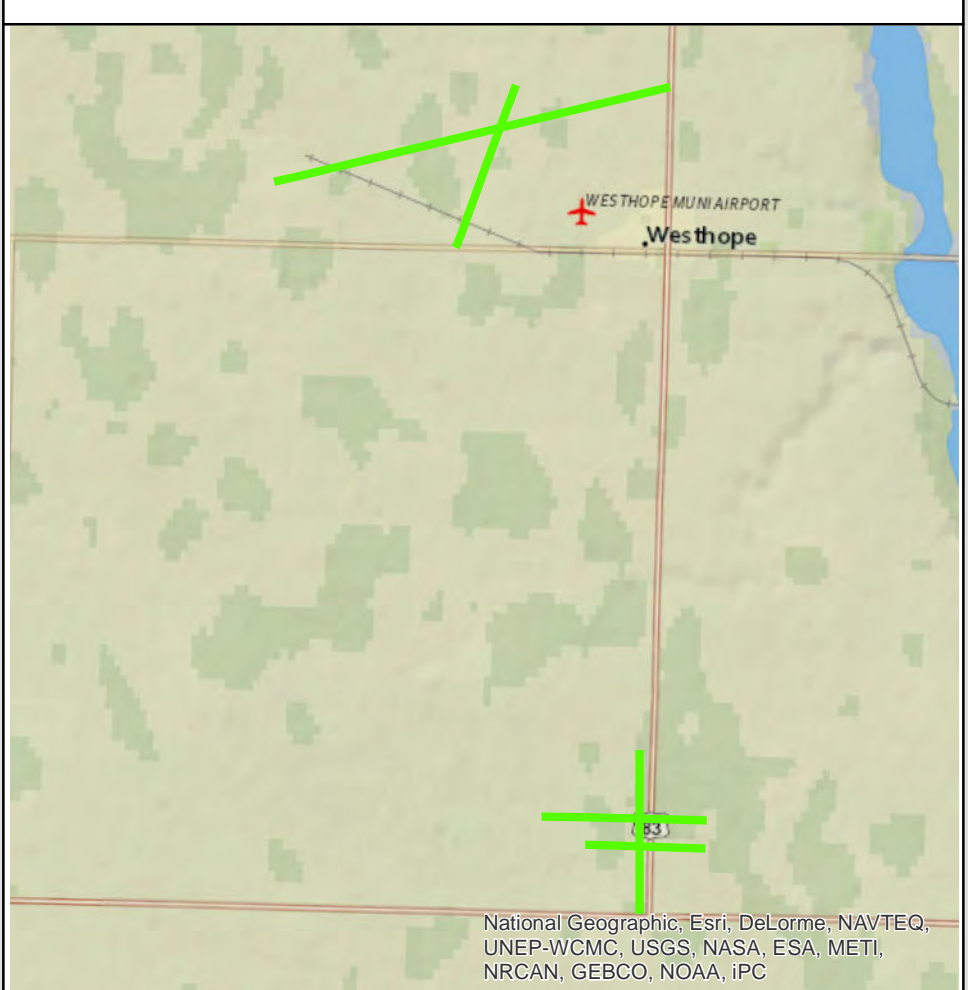 WESTHOPE MUNI AIRPORT
Westhope
83
National Geographic, Esri, DeLorme, NAVTEQ,
UNEP-WCMC, USGS, NASA, ESA, METI,
NRCAN, GEBCO, NOAA, iPC